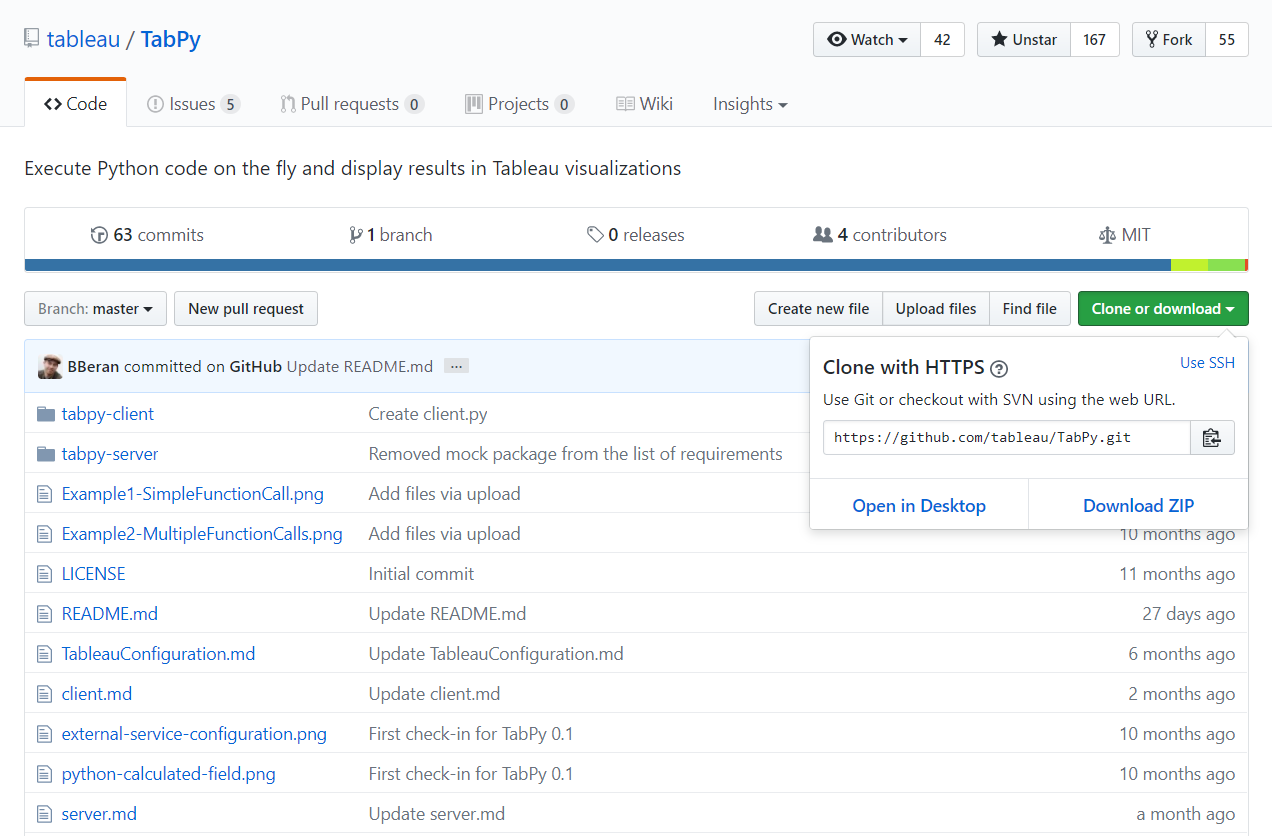 tableau / TabPy
Watch 42 Unstar 167 Fork 55
Code Issues 5 Pull requests 0 Projects 0 Wiki Insights
Execute Python code on the fly and display results in Tableau visualizations
63 commits 1 branch 0 releases 4 contributors MIT
Branch: master New pull request Create new file Upload files Find file Clone or download
BBeran committed on GitHub Update README.md ...
Clone with HTTPS ? Use SSH
Use Git or checkout with SVN using the web URL.
https://github.com/tableau/TabPy.git
Open in Desktop Download ZIP
tabpy-client Create client.py
tabpy-server Removed mock package from the list of requirements
Example1-SimpleFunctionCall.png Add files via upload
Example2-MultipleFunctionCalls.png Add files via upload 10 months ago
LICENSE Initial commit 11 months ago
README.md Update README.md 27 days ago
TableauConfiguration.md Update TableauConfiguration.md 6 months ago
client.md Update client.md 2 months ago
external-service-configuration.png First check-in for TabPy 0.1 10 months ago
python-calculated-field.png First check-in for TabPy 0.1 10 months ago
server.md Update server.md a month ago